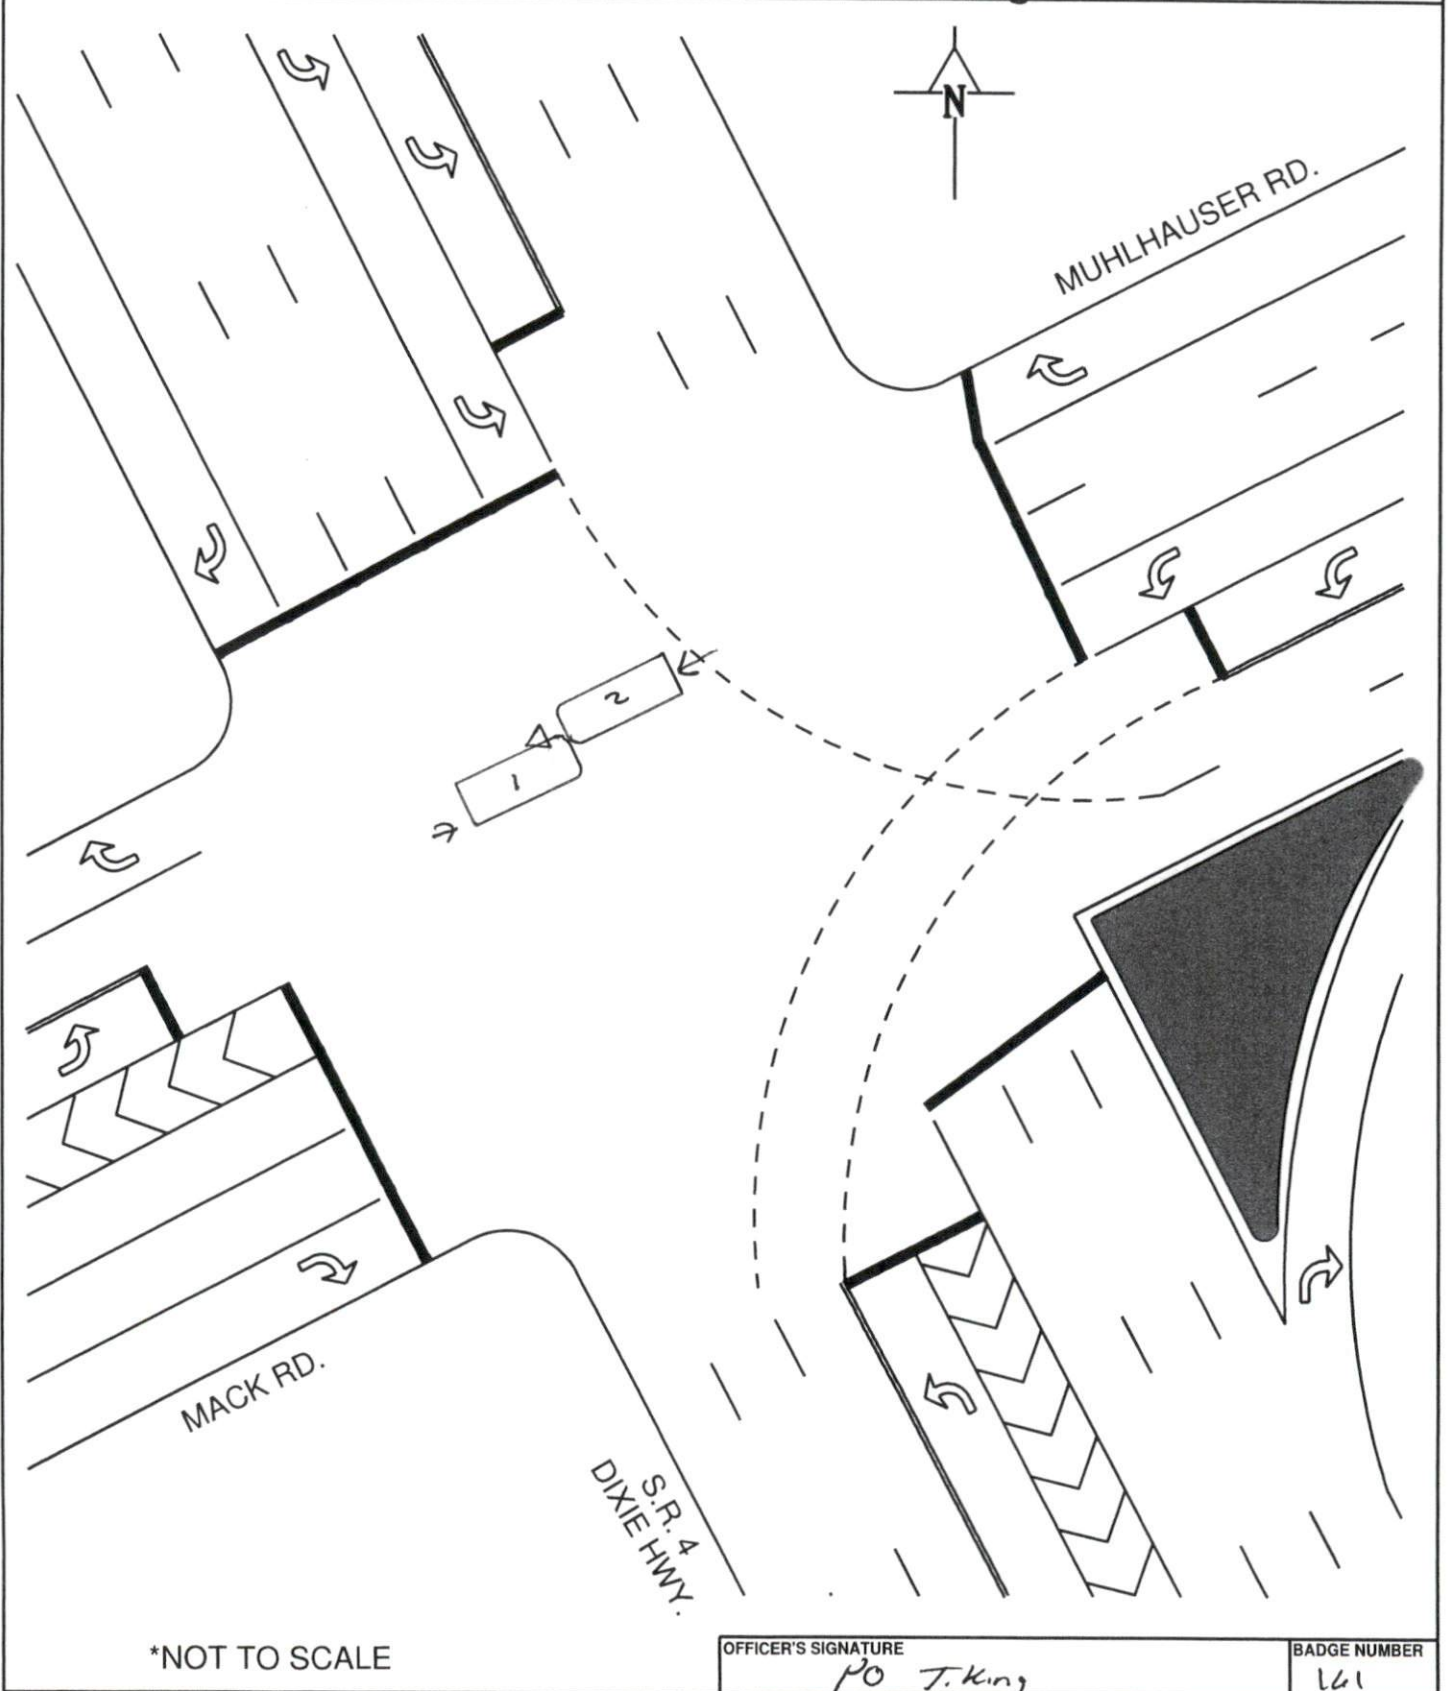 N
MUHLHAUSER RD.
2
1
MACK RD.
S.R. 4
DIXIE HWY.
*NOT TO SCALE
OFFICER'S SIGNATURE
PO T. King
BADGE NUMBER
161